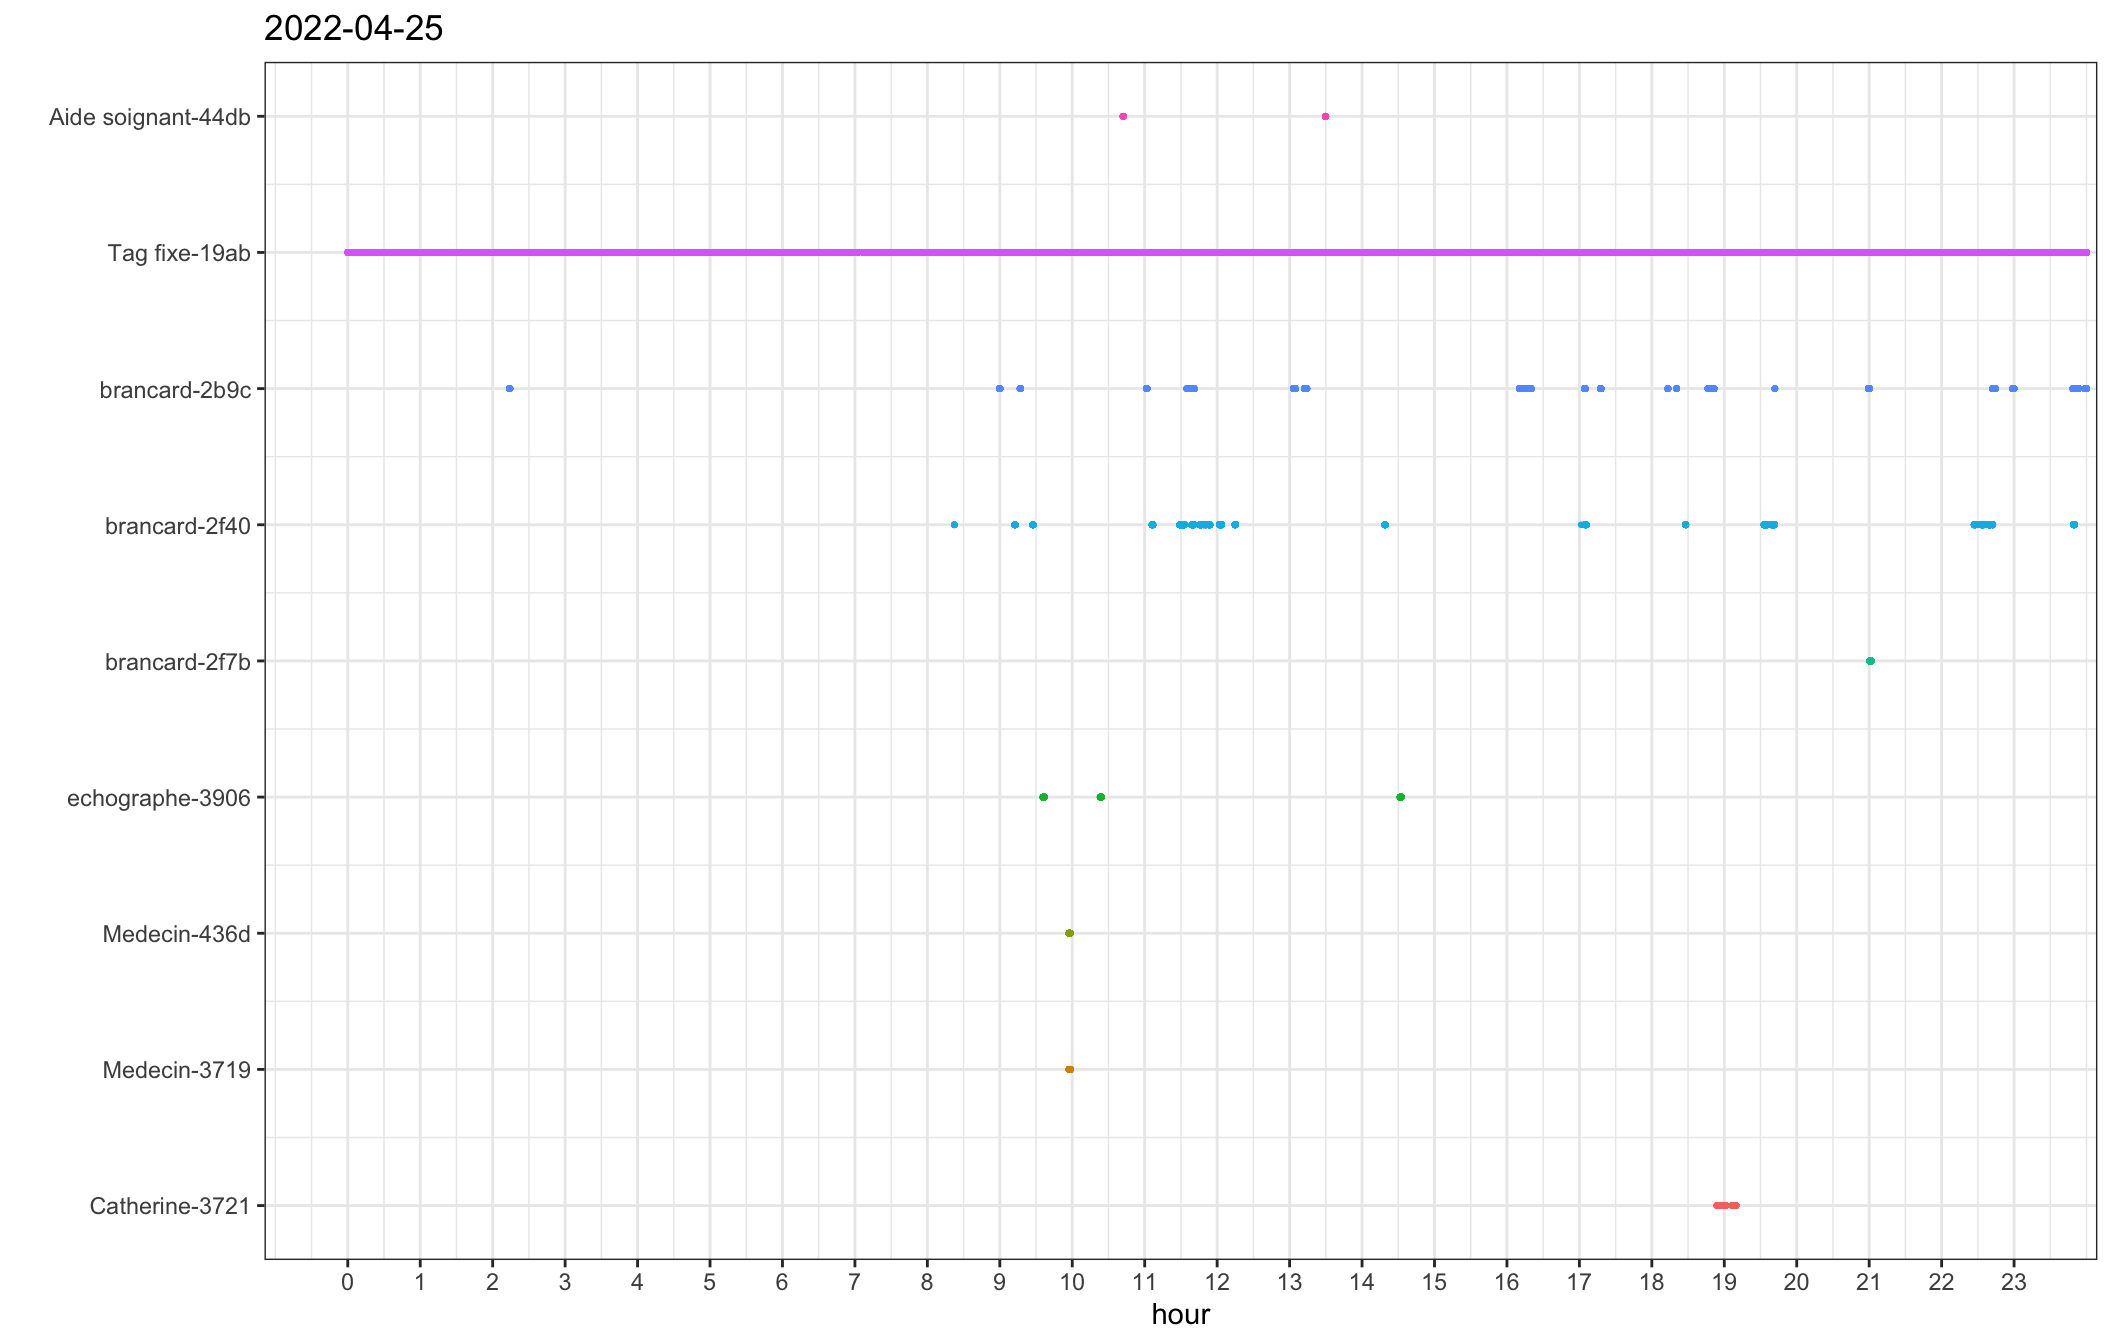 2022-04-25
Aide soignant-44db
Tag fixe-19ab
brancard-2b9c
brancard-2f40
brancard-2f7b
echographe-3906
Medecin-436d
Medecin-3719
Catherine-3721
0 1 2 3 4 5 6 7 8 9 10 11 12 13 14 15 16 17 18 19 20 21 22 23
hour